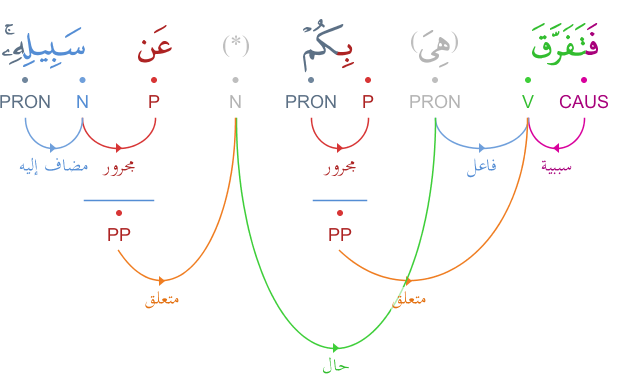 فَتَفَرَّقَ (هِيَ) بِكُمْ (*) عَن سَبِيلِهِۦۚ
CAUS V PRON P PRON N P N PRON
سببية فاعل مجرور مجرور مضاف إليه
PP PP
متعلق متعلق
حال